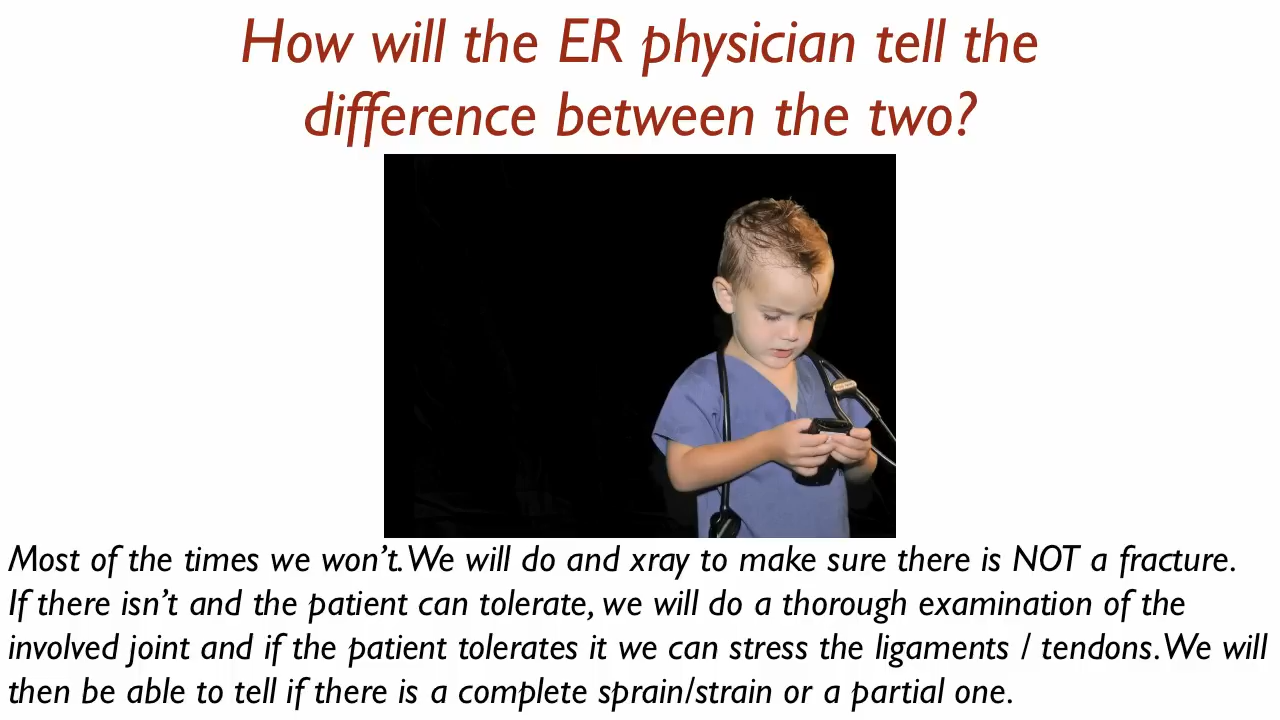 How will the ER physician tell the
difference between the two?
Most of the times we won't. We will do and xray to make sure there is NOT a fracture.
If there isn't and the patient can tolerate, we will do a thorough examination of the
involved joint and if the patient tolerates it we can stress the ligaments / tendons. We will
then be able to tell if there is a complete sprain/strain or a partial one.